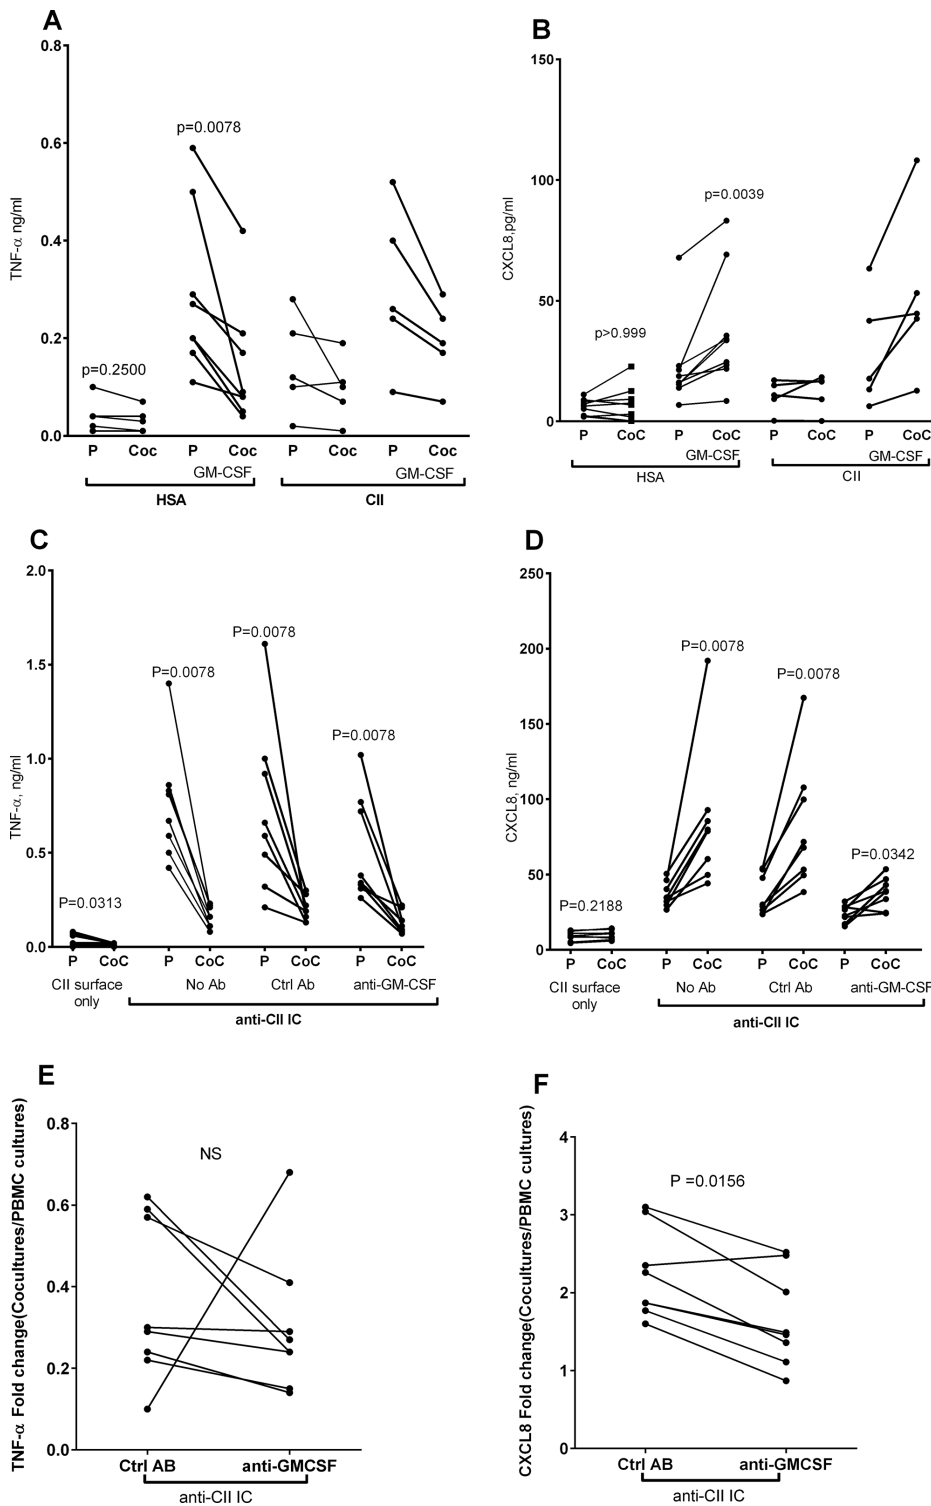 A
TNF-α ng/ml
0.8
0.6
0.4
0.2
0.0
p=0.2500
p=0.0078
P Coc P Coc P Coc P Coc
GM-CSF GM-CSF
HSA CII
B
CXCL8,pg/ml
150
100
50
0
p>0.999
p=0.0039
P CoC P CoC P CoC P CoC
GM-CSF GM-CSF
HSA CII
C
TNF-α, ng/ml
2.0
1.5
1.0
0.5
0.0
P=0.0313
P=0.0078
P=0.0078
P=0.0078
P CoC P CoC P CoC P CoC
CII surface No Ab Ctrl Ab anti-GM-CSF
only
anti-CII IC
D
CXCL8, ng/ml
250
200
150
100
50
0
P=0.2188
P=0.0078
P=0.0078
P=0.0342
P CoC P CoC P CoC P CoC
CII surface No Ab Ctrl Ab anti-GM-CSF
only
anti-CII IC
E
TNF-α Fold change(Cocultures/PBMC cultures)
0.8
0.6
0.4
0.2
0.0
NS
Ctrl AB anti-GMCSF
anti-CII IC
F
CXCL8 Fold change(Cocultures/PBMC cultures)
4
3
2
1
0
P =0.0156
Ctrl AB anti-GMCSF
anti-CII IC